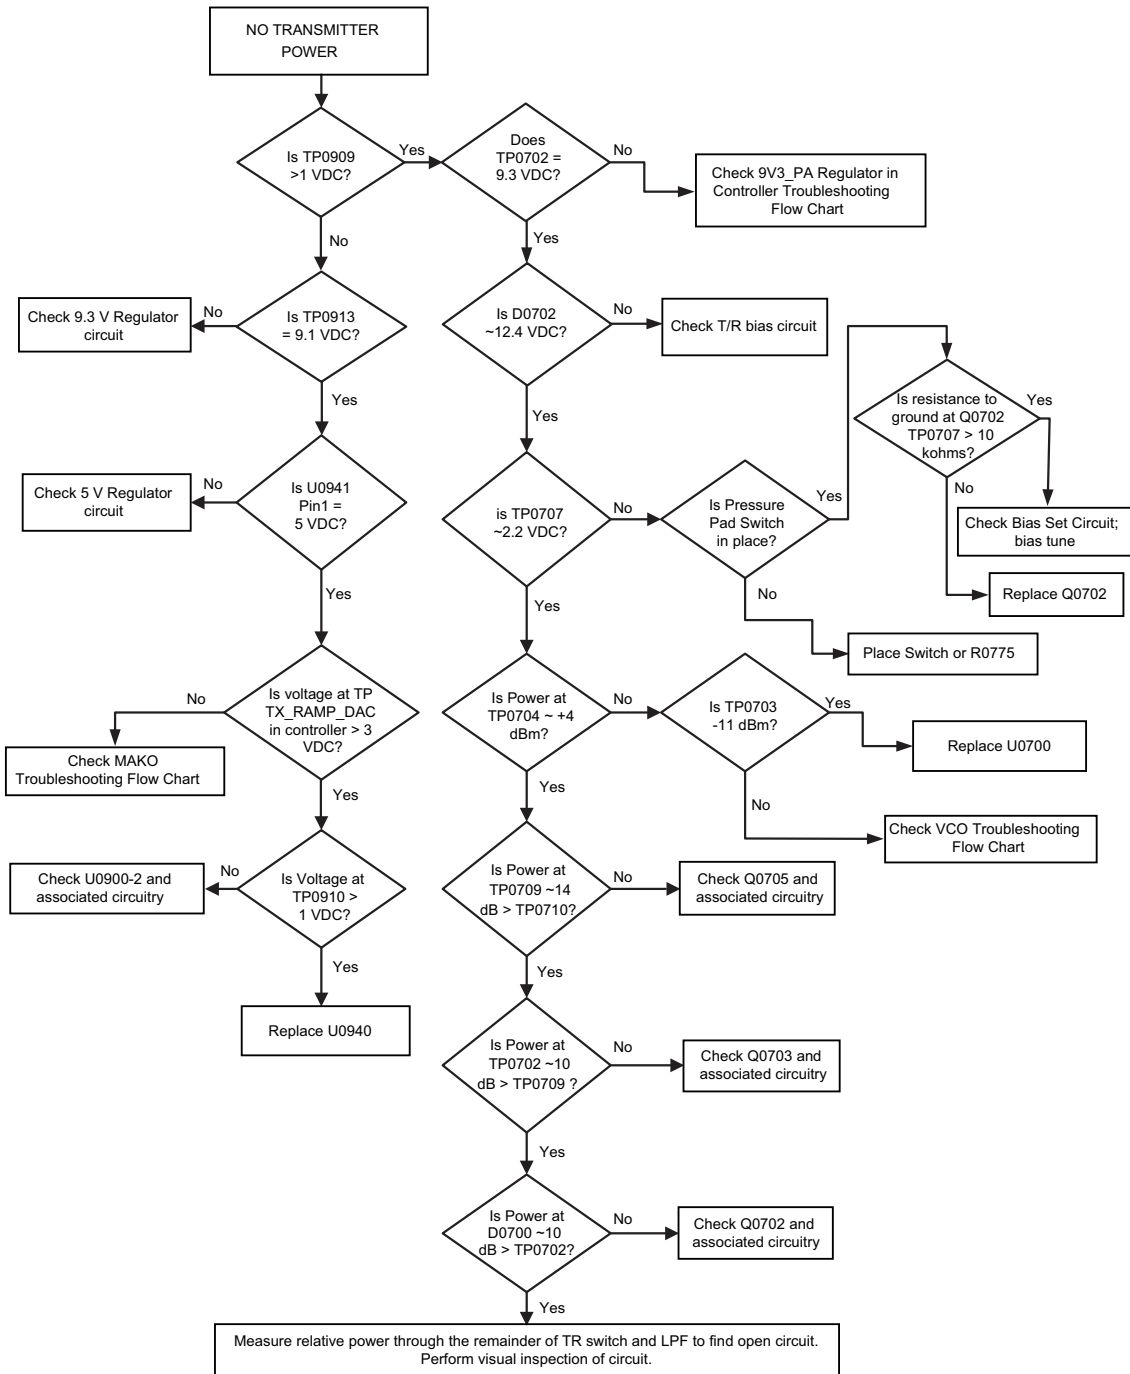 NO TRANSMITTER
POWER
Is TP0909
>1 VDC?
Yes
Does
TP0702 =
9.3 VDC?
No
Check 9V3_PA Regulator in
Controller Troubleshooting
Flow Chart
No
Yes
Check 9.3 V Regulator
circuit
No
Is TP0913
= 9.1 VDC?
Is D0702
~12.4 VDC?
No
Check T/R bias circuit
Is resistance to
ground at Q0702
TP0707 > 10
kohms?
Yes
Yes
Yes
No
Check 5 V Regulator
circuit
No
Is U0941
Pin1 =
5 VDC?
is TP0707
~2.2 VDC?
No
Is Pressure
Pad Switch
in place?
Yes
Check Bias Set Circuit;
bias tune
Yes
Yes
No
Replace Q0702
Place Switch or R0775
No
Is voltage at TP
TX_RAMP_DAC
in controller > 3
VDC?
Is Power at
TP0704 ~ +4
dBm?
No
Is TP0703
-11 dBm?
Yes
Replace U0700
Check MAKO
Troubleshooting Flow Chart
Yes
Yes
No
Check VCO Troubleshooting
Flow Chart
Check U0900-2 and
associated circuitry
No
Is Voltage at
TP0910 >
1 VDC?
Is Power at
TP0709 ~14
dB > TP0710?
No
Check Q0705 and
associated circuitry
Yes
Yes
Replace U0940
Is Power at
TP0702 ~10
dB > TP0709 ?
No
Check Q0703 and
associated circuitry
Yes
Is Power at
D0700 ~10
dB > TP0702?
No
Check Q0702 and
associated circuitry
Yes
Measure relative power through the remainder of TR switch and LPF to find open circuit.
Perform visual inspection of circuit.